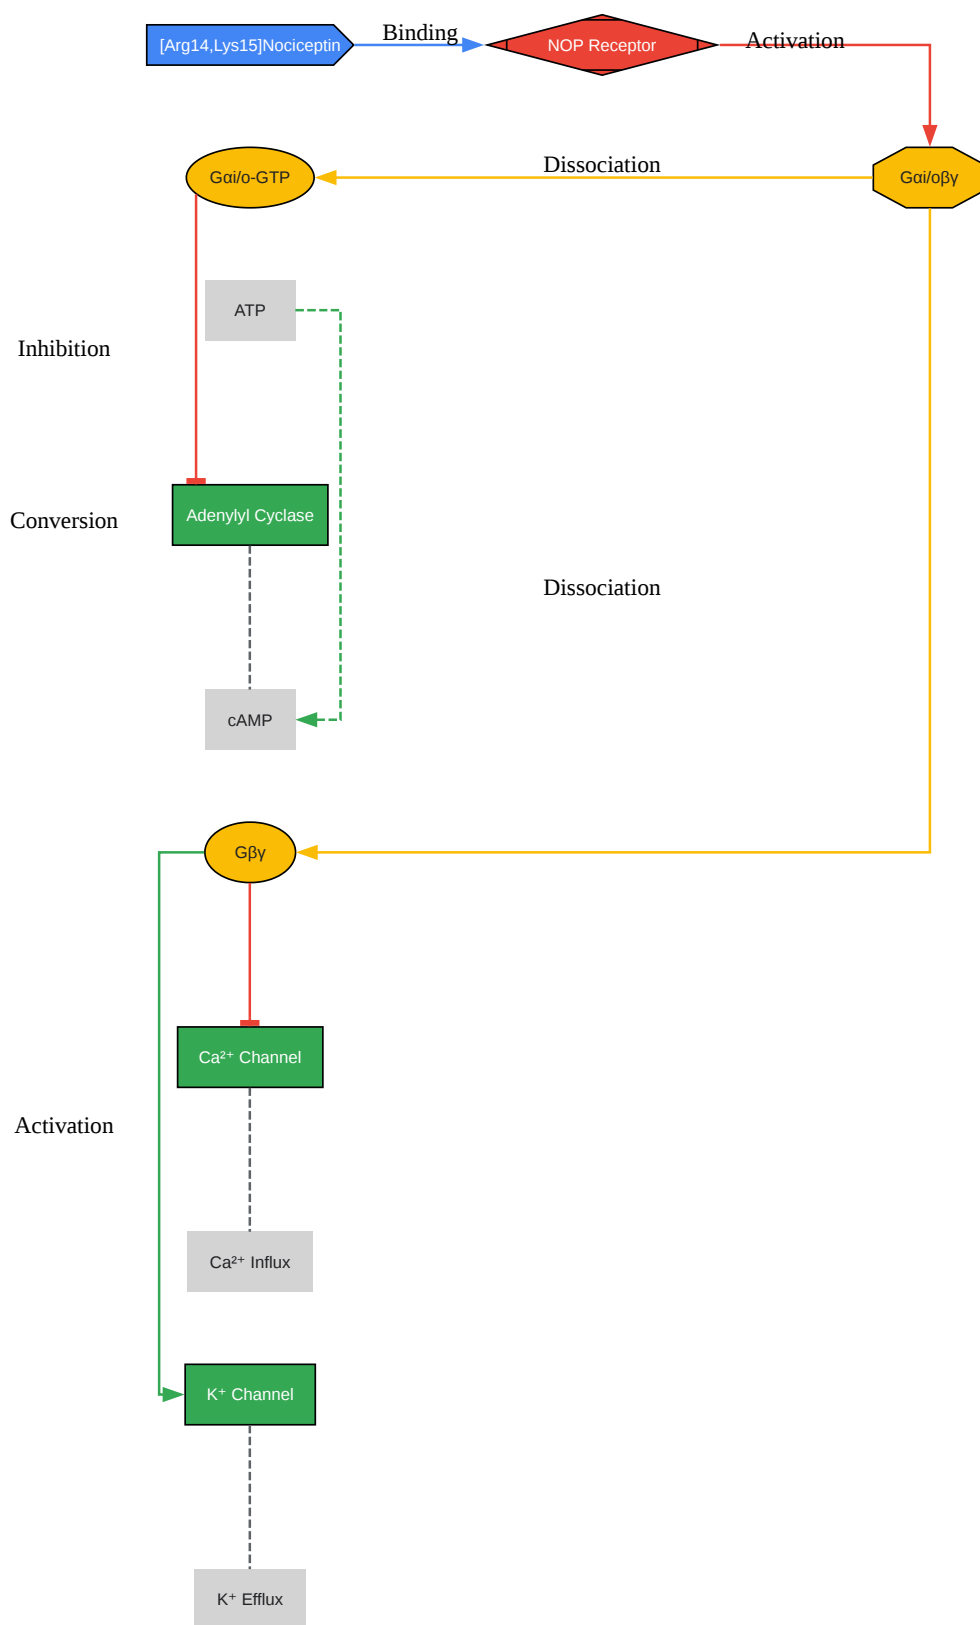 [Arg14,Lys15]Nociceptin
Binding
NOP Receptor
Activation
Gαi/o-GTP
Dissociation
Gαi/oβγ
ATP
Inhibition
Conversion
Adenylyl Cyclase
Dissociation
cAMP
Gβγ
Ca²⁺ Channel
Activation
Ca²⁺ Influx
K⁺ Channel
K⁺ Efflux